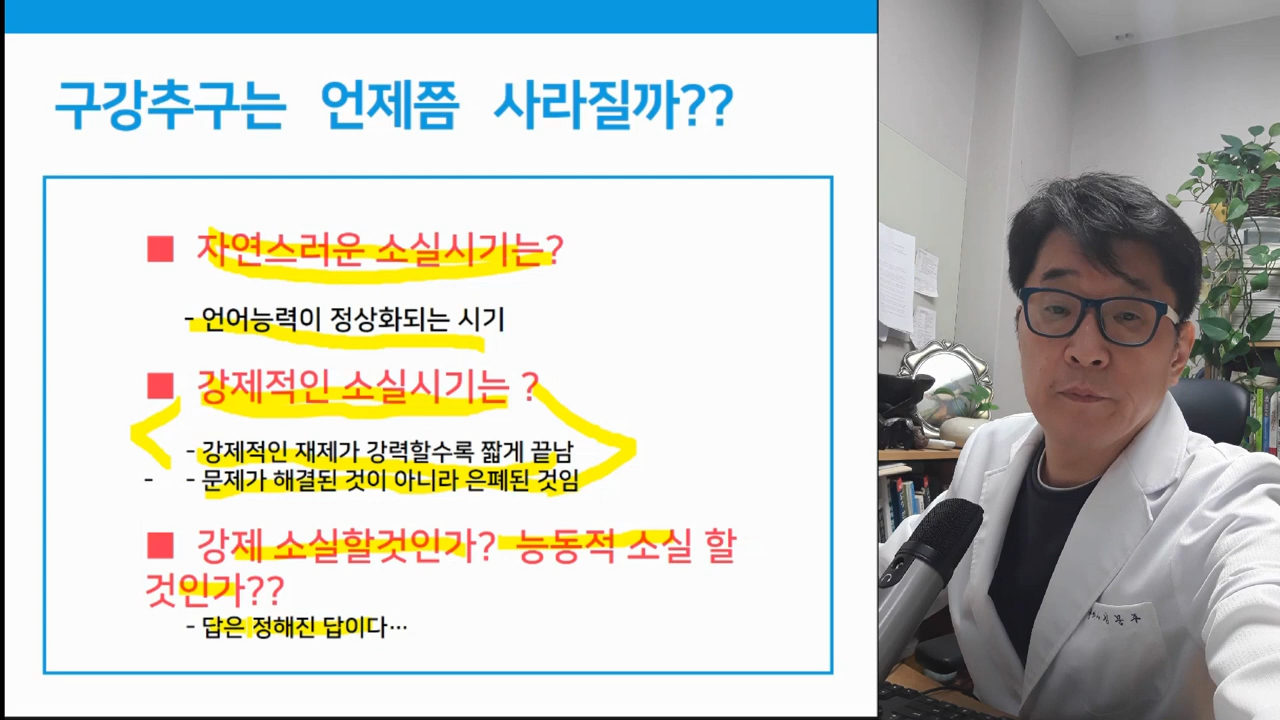 구강추구는 언제쯤 사라질까??
■ 자연스러운 소실시기는?
- 언어능력이 정상화되는 시기
■ 강제적인 소실시기는 ?
- 강제적인 재제가 강력할수록 짧게 끝남
- - 문제가 해결된 것이 아니라 은폐된 것임
■ 강제 소실할것인가? 능동적 소실 할
것인가??
- 답은 정해진 답이다…